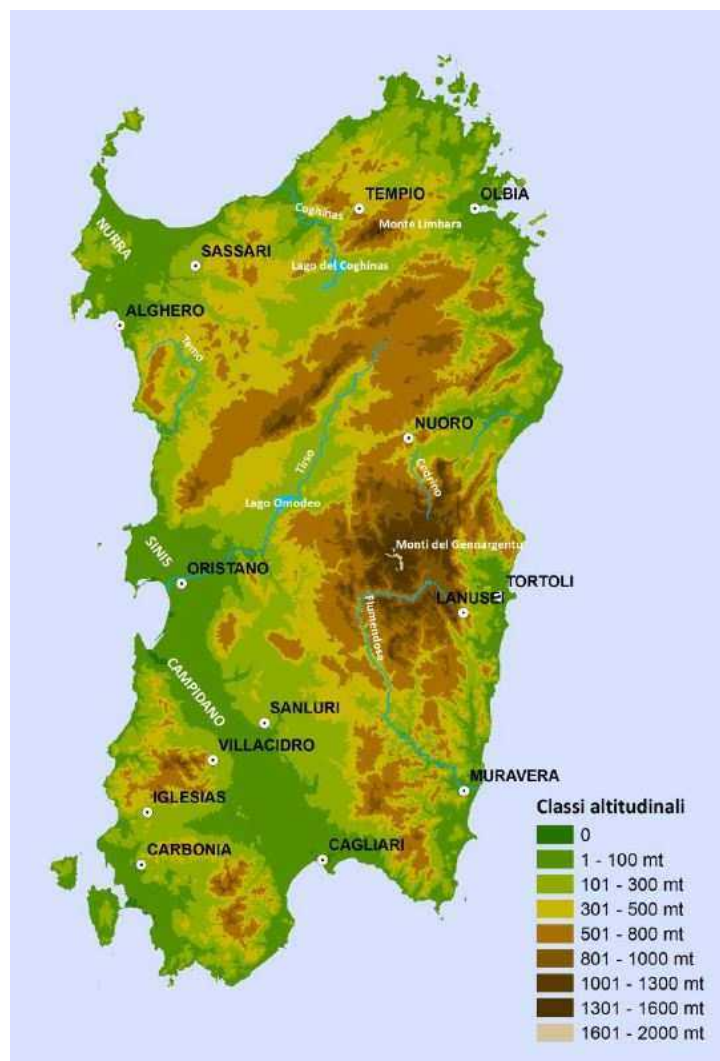 TEMPIO
OLBIA
Coghinas
Monte Limbara
NURRA
SASSARI
Lago del Coghinas
ALGHERO
Temo
NUORO
Tirso
Cedrino
Lago Omodeo
Monti del Gennargentu
SINIS
ORISTANO
TORTOLI
LANUSEI
Flumendosa
CAMPIDANO
SANLURI
VILLACIDRO
MURAVERA
IGLESIAS
CARBONIA
CAGLIARI
Classi altitudinali
0
1 - 100 mt
101 - 300 mt
301 - 500 mt
501 - 800 mt
801 - 1000 mt
1001 - 1300 mt
1301 - 1600 mt
1601 - 2000 mt